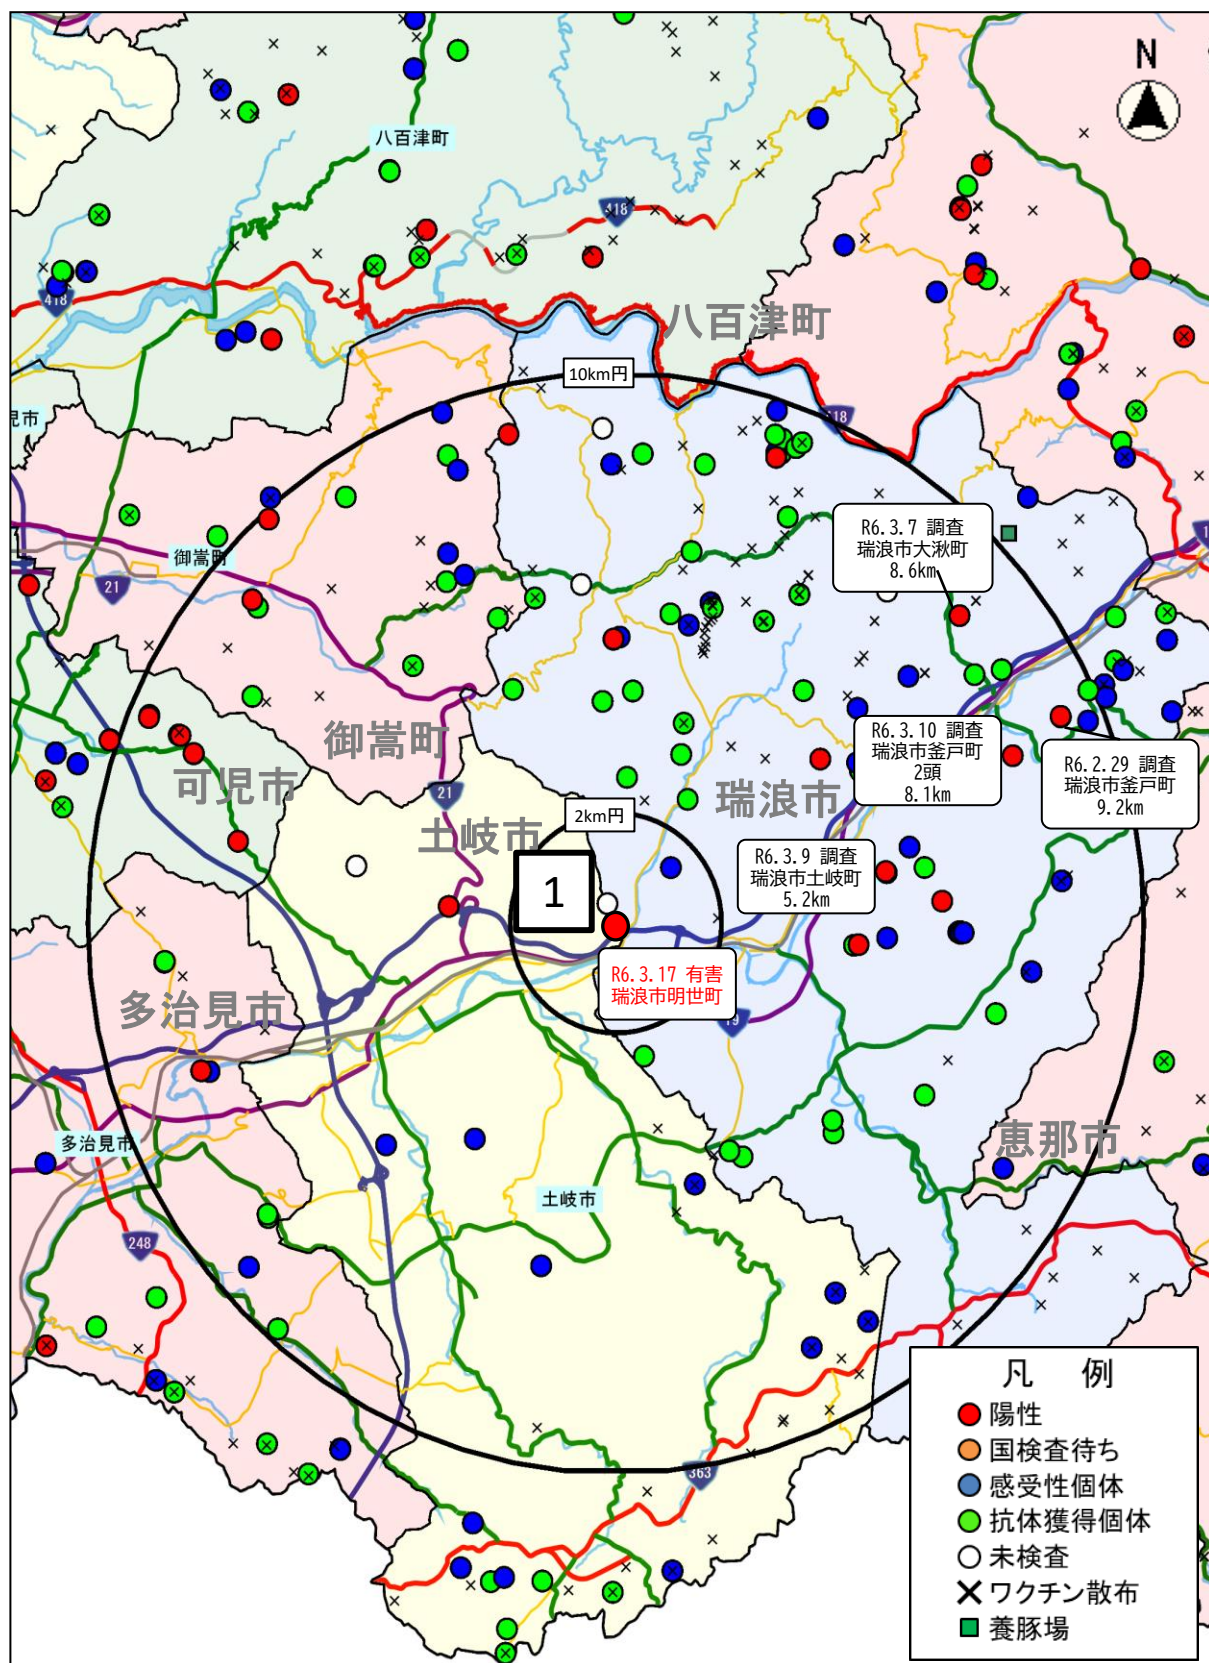 N
八百津町
418
418
八百津町
10km円
児市
418
R6.3.7 調査
瑞浪市大湫町
8.6km
御嵩町
21
御嵩町
可児市
21
土岐市
2km円
瑞浪市
R6.3.10 調査
瑞浪市釜戸町
2頭
8.1km
R6.2.29 調査
瑞浪市釜戸町
9.2km
R6.3.9 調査
瑞浪市土岐町
5.2km
1
R6.3.17 有害
瑞浪市明世町
19
多治見市
多治見市
恵那市
土岐市
248
363
凡 例
陽性
国検査待ち
感受性個体
抗体獲得個体
未検査
ワクチン散布
養豚場